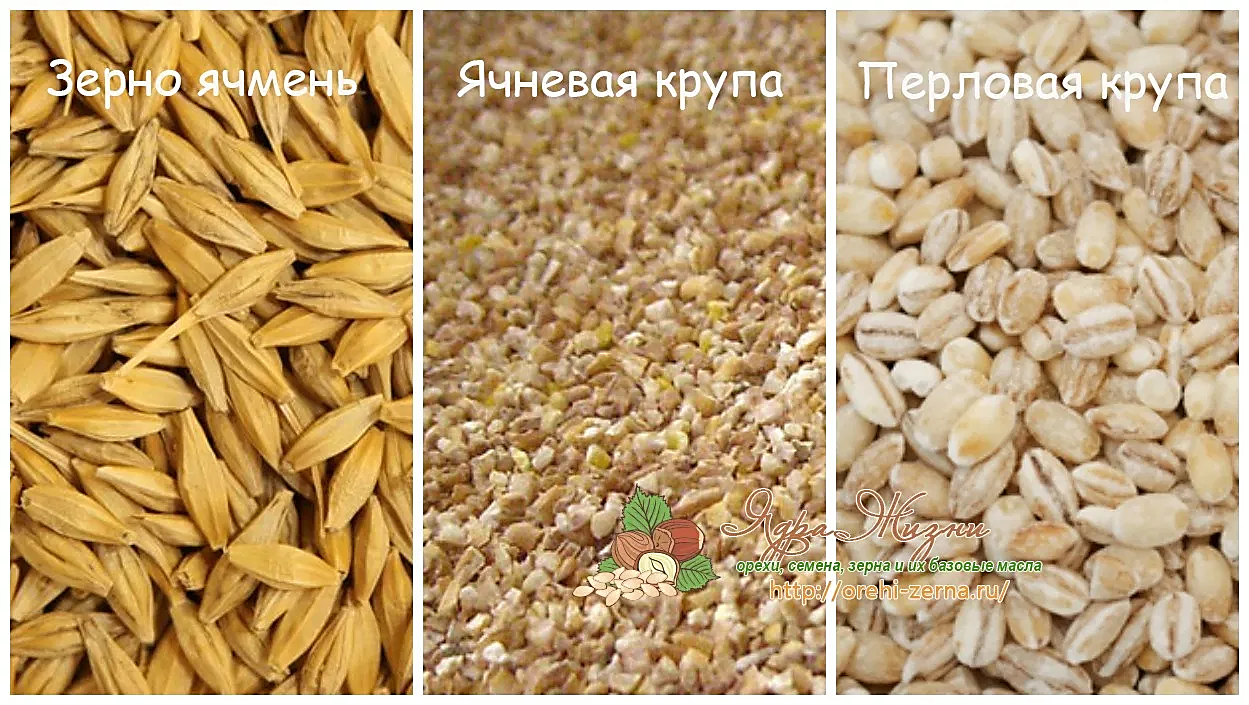 Зерно ячмень
Ячневая крупа
Перловая крупа
Ядра Жизни
орехи, семена, зерна и их базовые масла
http://orehi-zerna.ru/